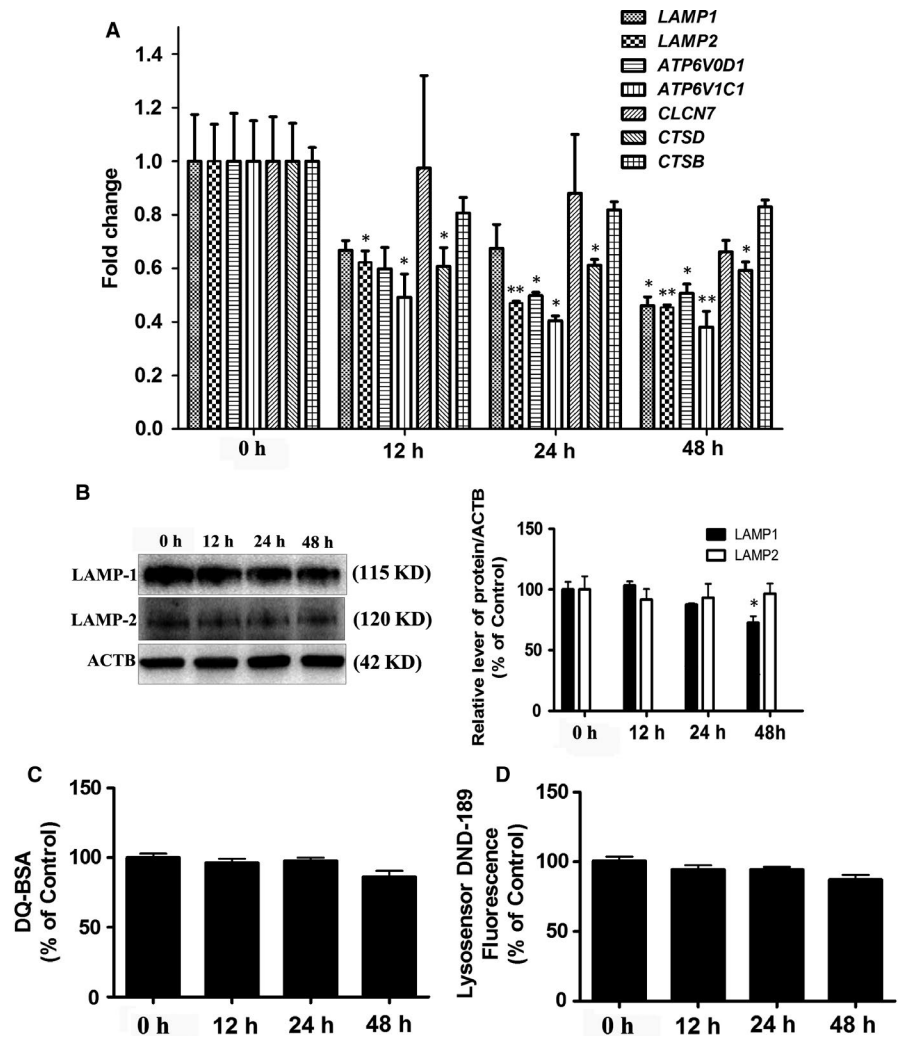 A
LAMP1
LAMP2
ATP6V0D1
ATP6V1C1
CLCN7
CTSD
CTSB
Fold change
1.4
1.2
1.0
0.8
0.6
0.4
0.2
0.0
* * *
** * * *
* ** * ** *
0 h 12 h 24 h 48 h
B
0 h 12 h 24 h 48 h
LAMP-1 (115 KD)
LAMP-2 (120 KD)
ACTB (42 KD)
Relative lever of protein/ACTB
(% of Control)
150
100
50
0
LAMP1
LAMP2
*
0 h 12 h 24 h 48h
C
DQ-BSA
(% of Control)
150
100
50
0
0 h 12 h 24 h 48 h
D
Lysosensor DND-189
Fluorescence
(% of Control)
150
100
50
0
0 h 12 h 24 h 48 h